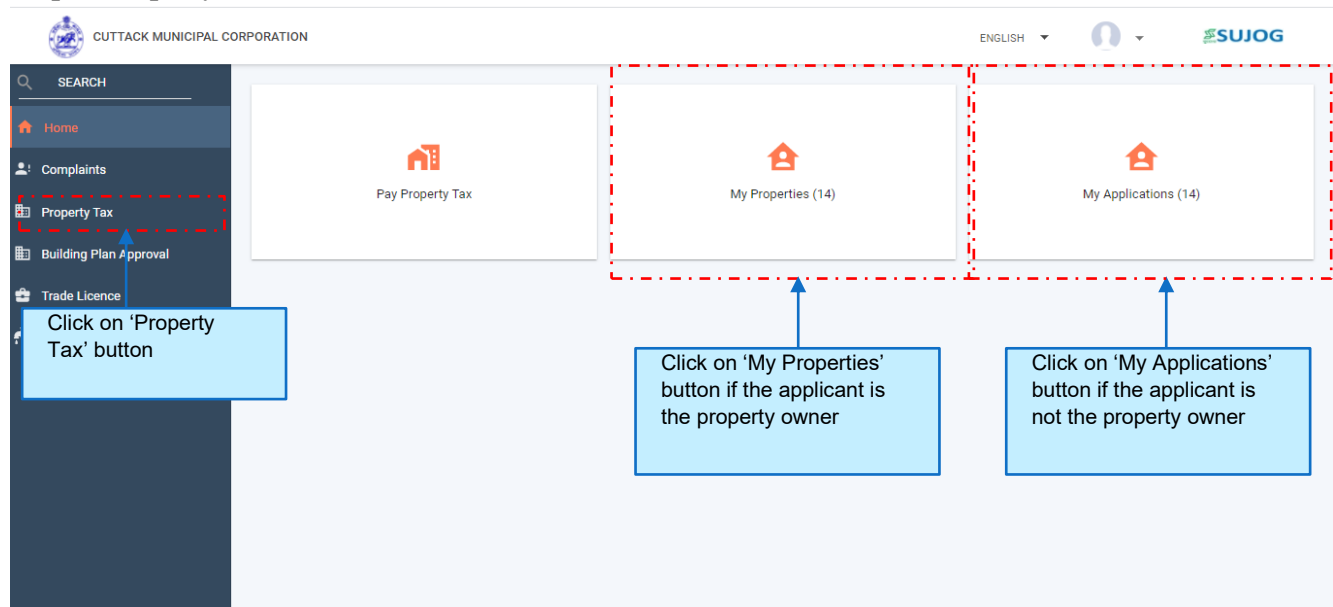 CUTTACK MUNICIPAL CORPORATION
ENGLISH
SUJOG
SEARCH
Home
Complaints
Property Tax
Building Plan Approval
Trade Licence
Pay Property Tax
My Properties (14)
My Applications (14)
Click on ‘Property
Tax’ button
Click on ‘My Properties’
button if the applicant is
the property owner
Click on ‘My Applications’
button if the applicant is
not the property owner